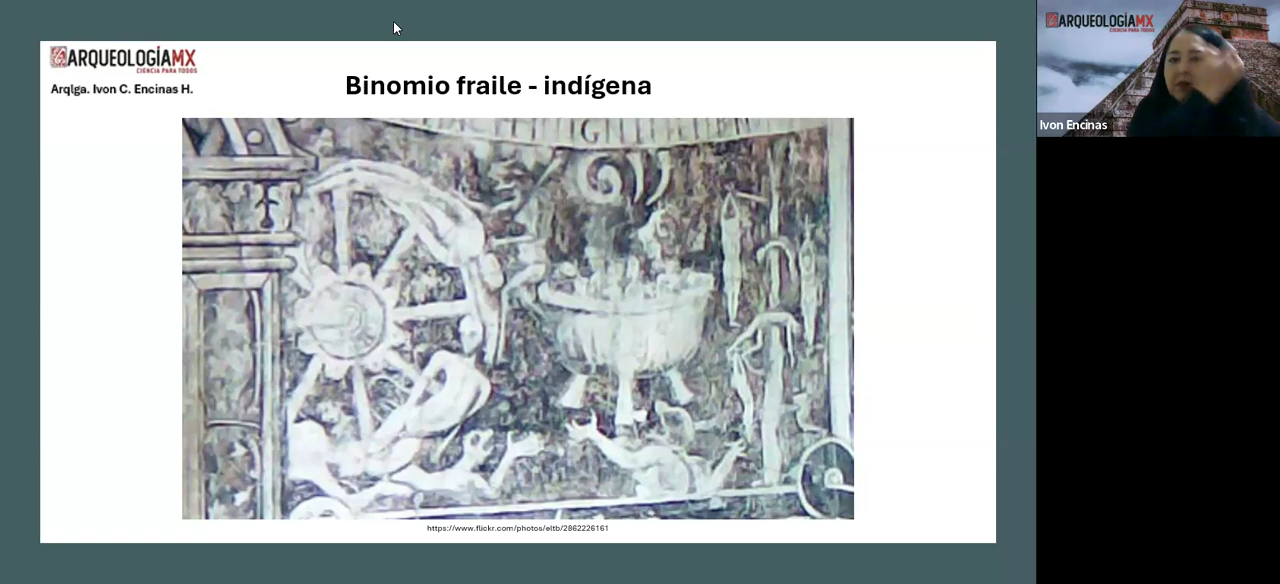 ARQUEOLOGÍAMX
CIENCIA PARA TODOS
Arqlga. Ivon C. Encinas H.
Binomio fraile - indígena
https://www.flickr.com/photos/eltb/2862226161
ARQUEOLOGÍAMX
CIENCIA PARA TODOS
Ivon Encinas